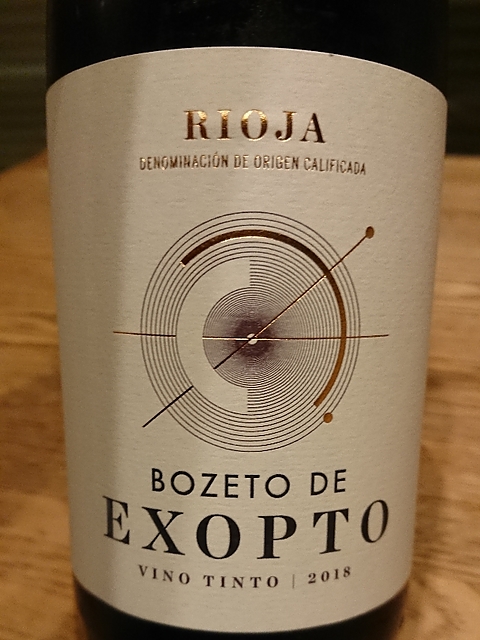 RIOJA
DENOMINACIÓN DE ORIGEN CALIFICADA
BOZETO DE
EXOPTO
VINO TINTO | 2018